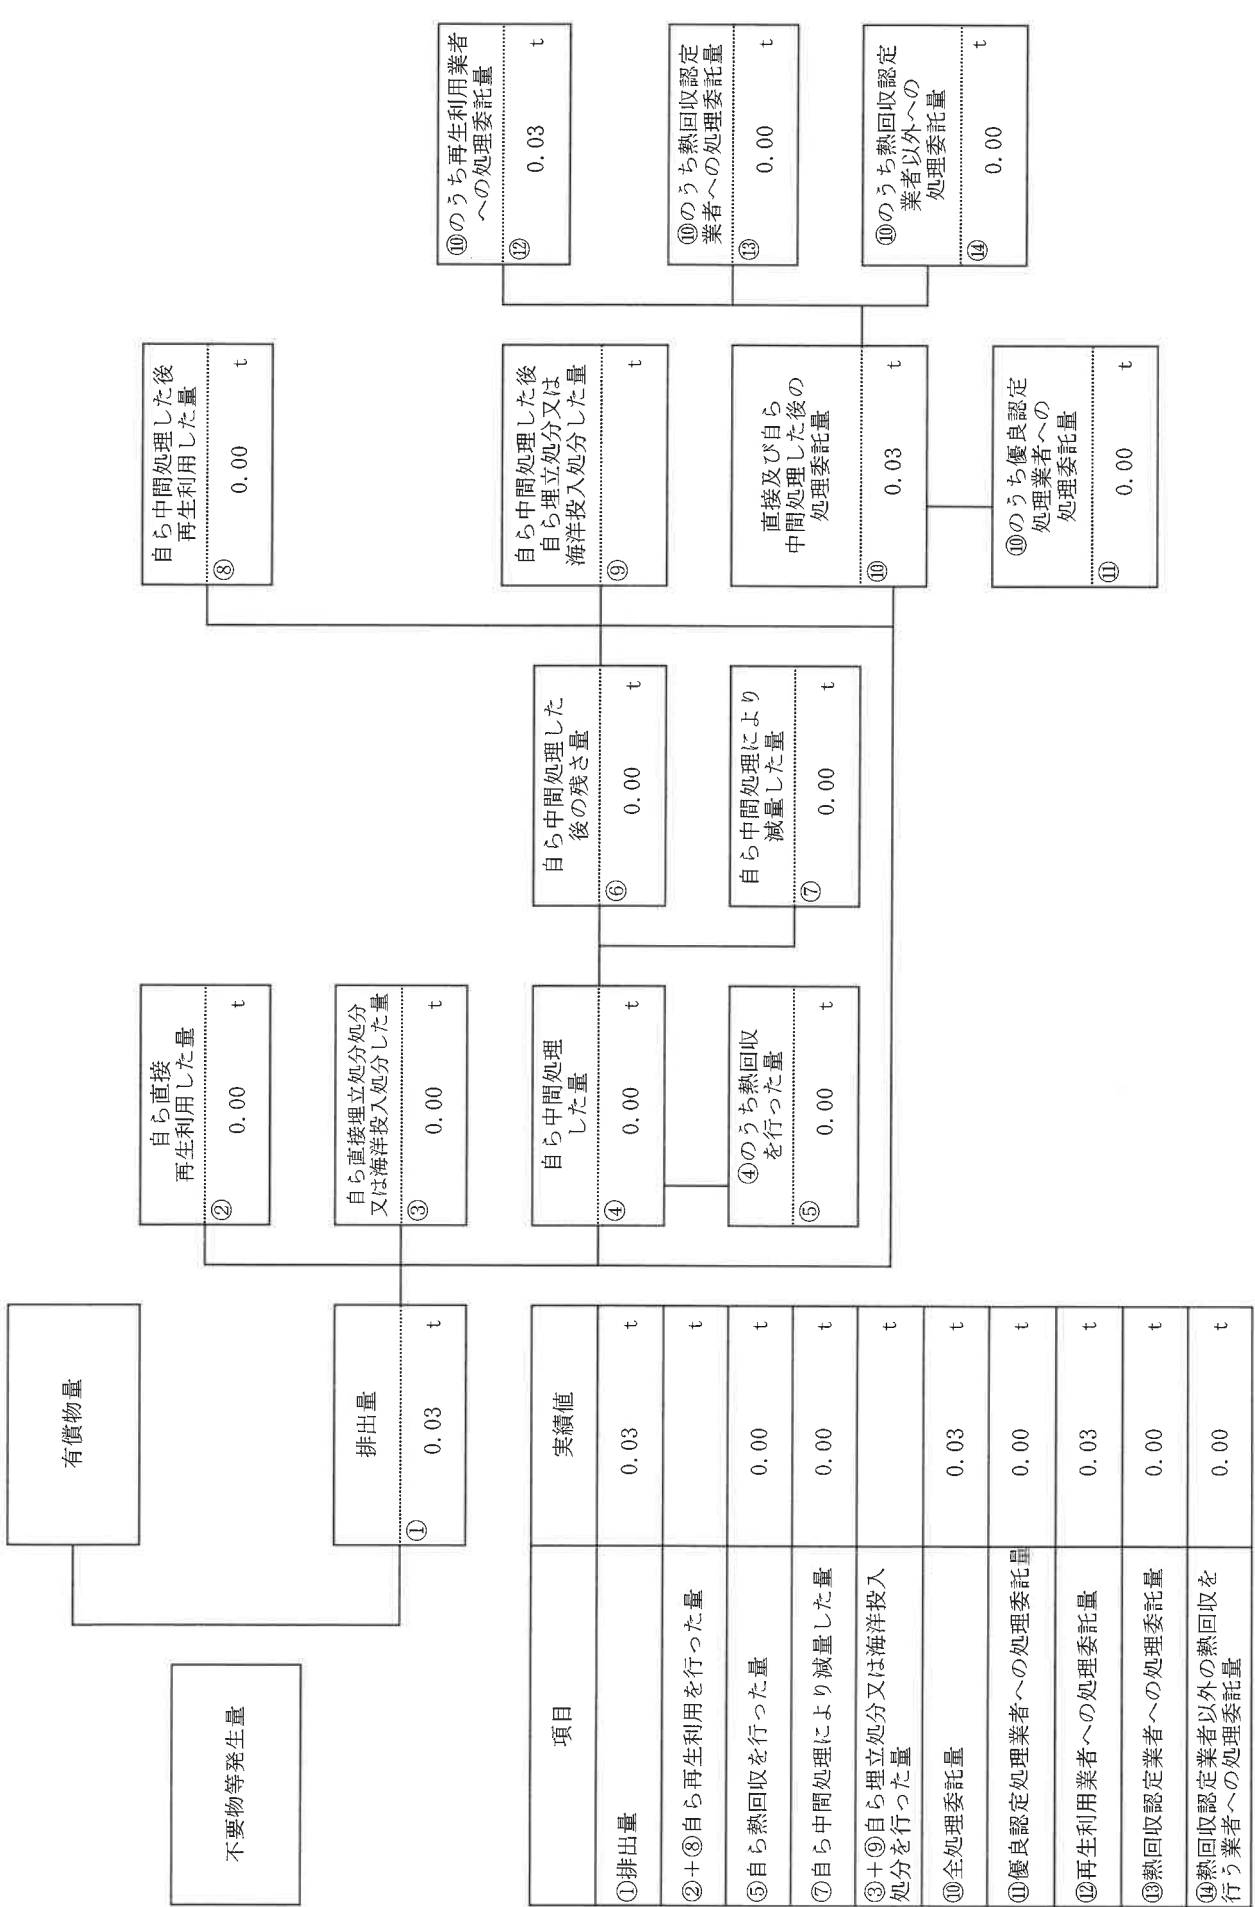 不要物等発生量
有償物量
排出量
① 0.03 t
自ら直接
再生利用した量
② 0.00 t
自ら直接埋立処分処分
又は海洋投入処分した量
③ 0.00 t
自ら中間処理
した量
④ 0.00 t
④のうち熱回収
を行った量
⑤ 0.00 t
自ら中間処理した
後の残さ量
⑥ 0.00 t
自ら中間処理により
減量した量
⑦ 0.00 t
自ら中間処理した後
再生利用した量
⑧ 0.00 t
自ら中間処理した後
自ら埋立処分又は
海洋投入処分した量
⑨ t
直接及び自ら
中間処理した後の
処理委託量
⑩ 0.03 t
⑩のうち優良認定
処理業者への
処理委託量
⑪ 0.00 t
⑩のうち再生利用業者
への処理委託量
⑫ 0.03 t
⑩のうち熱回収認定
業者への処理委託量
⑬ 0.00 t
⑩のうち熱回収認定
業者以外への
処理委託量
⑭ 0.00 t
項目 実績値
①排出量 0.03 t
②+⑧自ら再生利用を行った量 t
⑤自ら熱回収を行った量 0.00 t
⑦自ら中間処理により減量した量 0.00 t
③+⑨自ら埋立処分又は海洋投入
処分を行った量 t
⑩全処理委託量 0.03 t
⑪優良認定処理業者への処理委託量 0.00 t
⑫再生利用業者への処理委託量 0.03 t
⑬熱回収認定業者への処理委託量 0.00 t
⑭熱回収認定業者以外の熱回収を
行う業者への処理委託量 0.00 t